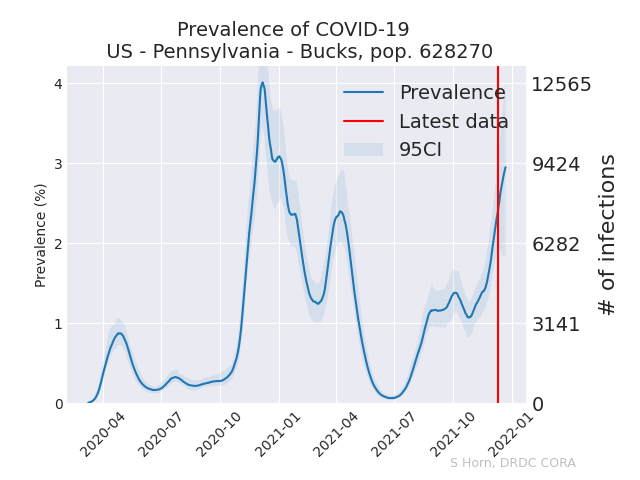 Prevalence of COVID-19
US - Pennsylvania - Bucks, pop. 628270
Prevalence
Latest data
95CI
4
3
2
1
0
Prevalence (%)
12565
9424
6282
3141
0
# of infections
2020-04
2020-07
2020-10
2021-01
2021-04
2021-07
2021-10
2022-01
S Horn, DRDC CORA